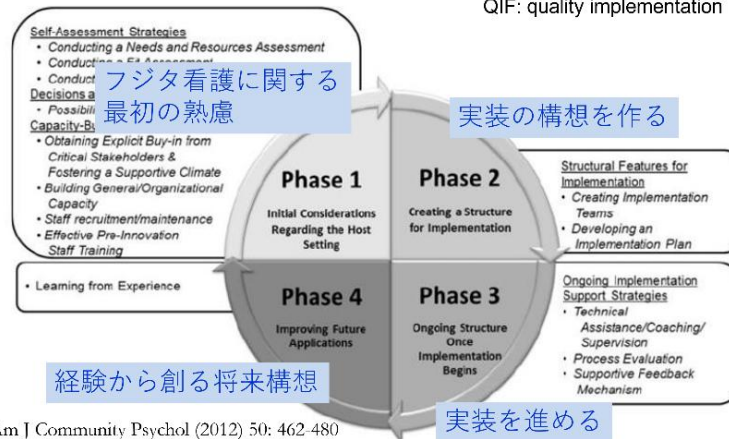 QIF: quality implementation
Self-Assessment Strategies
• Conducting a Needs and Resources Assessment
• Conducting a Fit Assessment
• Conduct
Decisions a
• Possibili
Capacity-Bu
• Obtaining Explicit Buy-in from
Critical Stakeholders &
Fostering a Supportive Climate
• Building General/Organizational
Capacity
• Staff recruitment/maintenance
• Effective Pre-Innovation
Staff Training
フジタ看護に関する
最初の熟慮
実装の構想を作る
Phase 1
Initial Considerations
Regarding the Host
Setting
Phase 2
Creating a Structure
for Implementation
Structural Features for
Implementation
• Creating Implementation
Teams
• Developing an
Implementation Plan
• Learning from Experience
Phase 4
Improving Future
Applications
Phase 3
Ongoing Structure
Once
Implementation
Begins
Ongoing Implementation
Support Strategies
• Technical
Assistance/Coaching/
Supervision
• Process Evaluation
• Supportive Feedback
Mechanism
経験から創る将来構想
実装を進める
Am J Community Psychol (2012) 50: 462-480